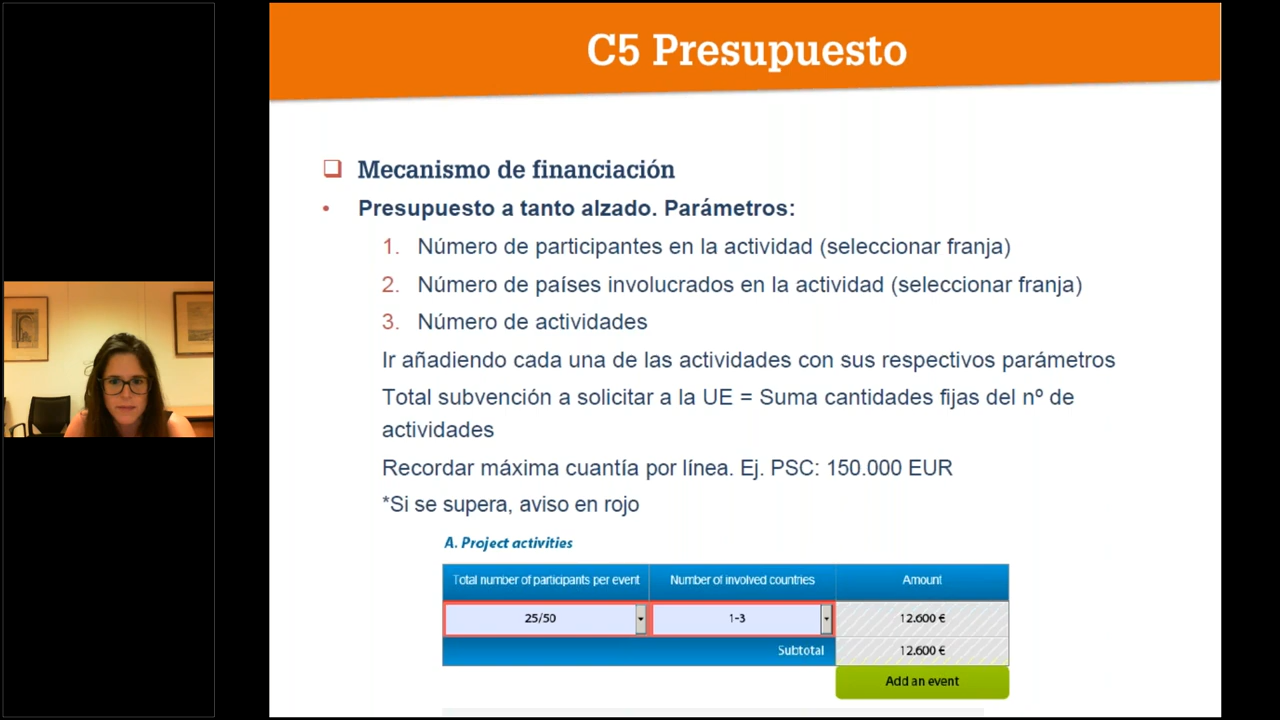 C5 Presupuesto
Mecanismo de financiación
• Presupuesto a tanto alzado. Parámetros:
1. Número de participantes en la actividad (seleccionar franja)
2. Número de países involucrados en la actividad (seleccionar franja)
3. Número de actividades
Ir añadiendo cada una de las actividades con sus respectivos parámetros
Total subvención a solicitar a la UE = Suma cantidades fijas del nº de
actividades
Recordar máxima cuantía por línea. Ej. PSC: 150.000 EUR
*Si se supera, aviso en rojo
A. Project activities
Total number of participants per event Number of involved countries Amount
25/50 1-3 12.600 €
Subtotal 12.600 €
Add an event